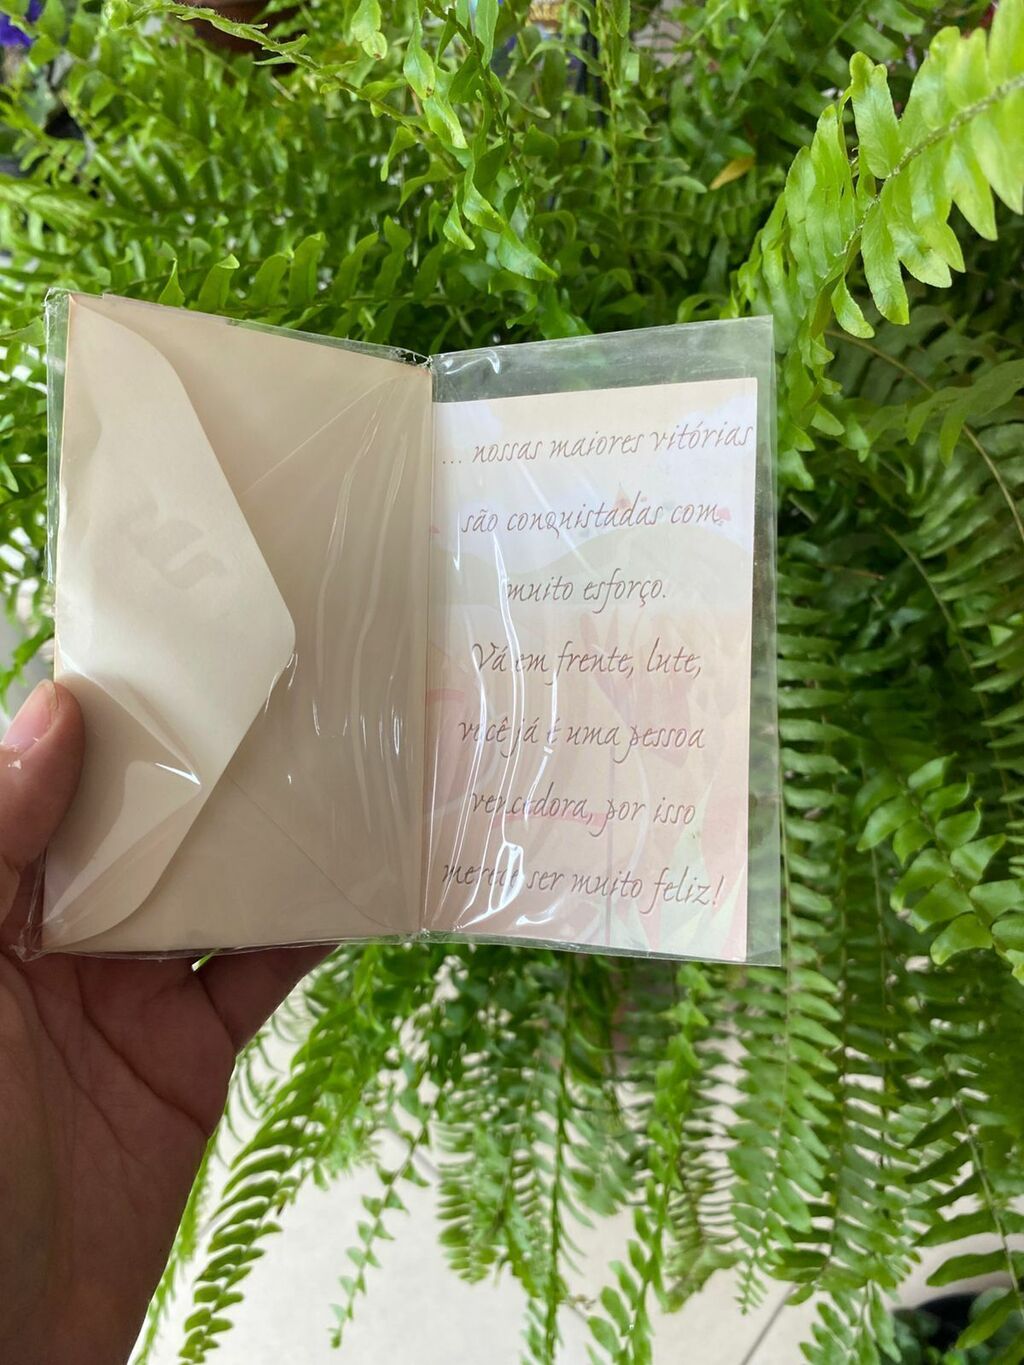 ... nossas maiores vitórias
são conquistadas com
muito esforço.
Vá em frente, lute,
você já é uma pessoa
vencedora, por isso
merece ser muito feliz!